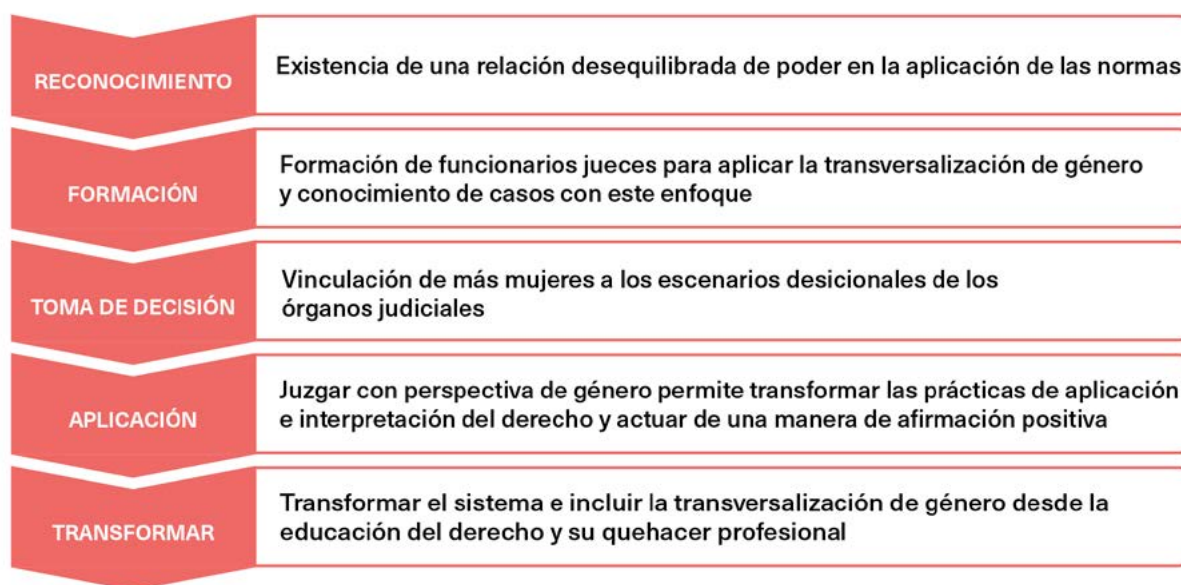 RECONOCIMIENTO
Existencia de una relación desequilibrada de poder en la aplicación de las normas
FORMACIÓN
Formación de funcionarios jueces para aplicar la transversalización de género
y conocimiento de casos con este enfoque
TOMA DE DECISIÓN
Vinculación de más mujeres a los escenarios desicionales de los
órganos judiciales
APLICACIÓN
Juzgar con perspectiva de género permite transformar las prácticas de aplicación
e interpretación del derecho y actuar de una manera de afirmación positiva
TRANSFORMAR
Transformar el sistema e incluir la transversalización de género desde la
educación del derecho y su quehacer profesional